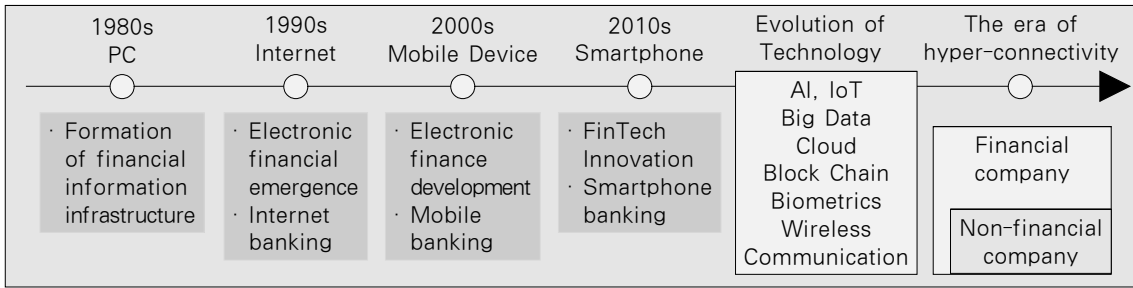 1980s
PC
1990s
Internet
2000s
Mobile Device
2010s
Smartphone
Evolution of
Technology
The era of
hyper-connectivity
· Formation
of financial
information
infrastructure
· Electronic
financial
emergence
· Internet
banking
· Electronic
finance
development
· Mobile
banking
· FinTech
Innovation
· Smartphone
banking
AI, IoT
Big Data
Cloud
Block Chain
Biometrics
Wireless
Communication
Financial
company
Non-financial
company